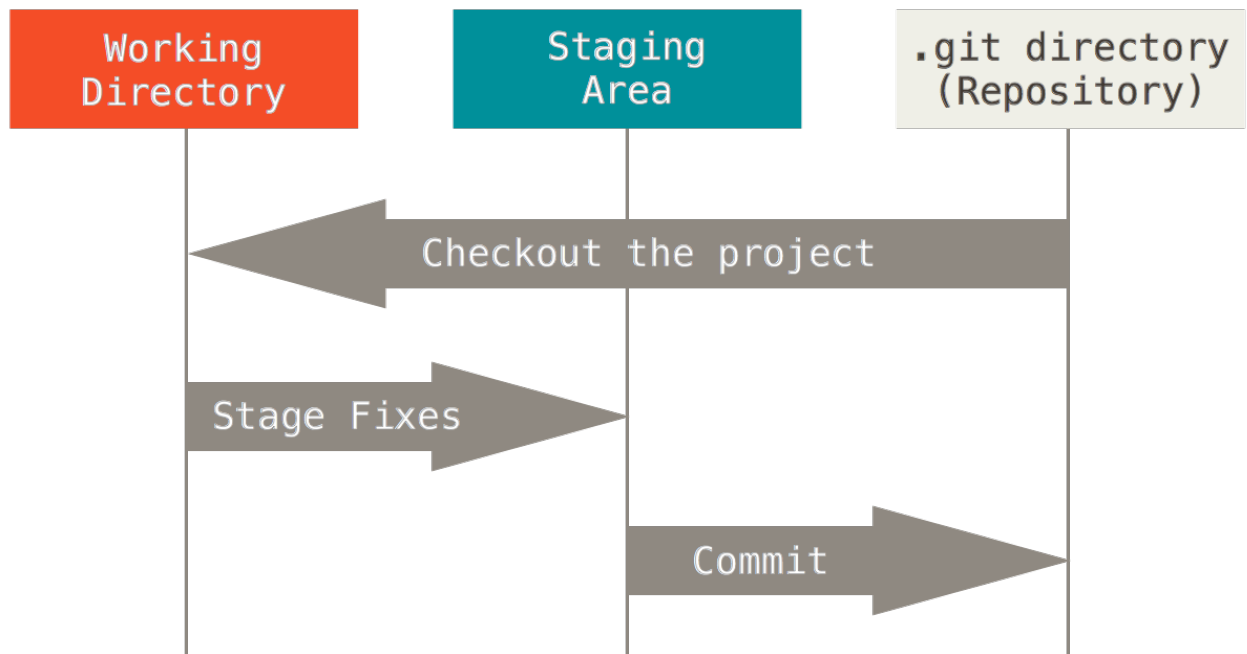 Working
Directory
Staging
Area
.git directory
(Repository)
Checkout the project
Stage Fixes
Commit